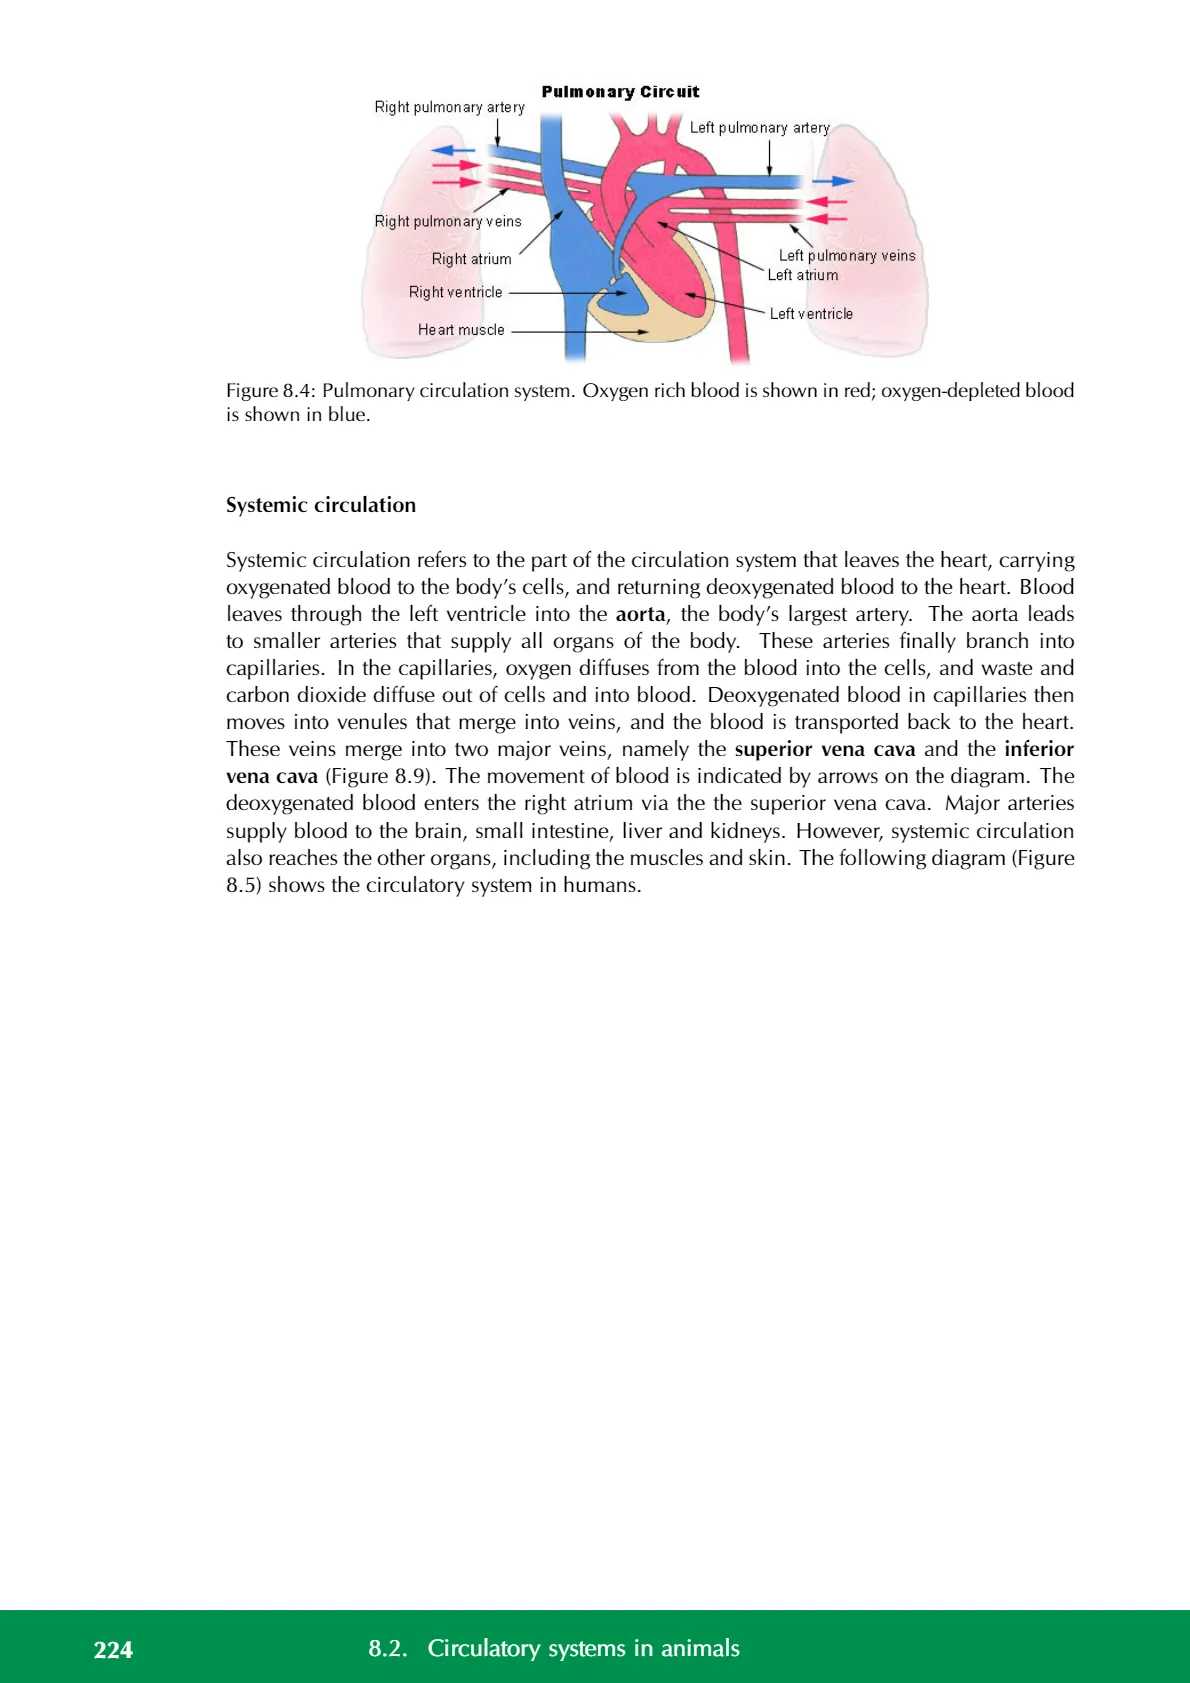 Pulmonary Circuit
Right pulmonary artery
Left pulmonary artery
Right pulmonary veins
Right atrium
Left pulmonary veins
Left atrium
Right ventricle
Left ventricle
Heart muscle
Figure 8.4: Pulmonary circulation system. Oxygen rich blood is shown in red; oxygen-depleted blood
is shown in blue.
Systemic circulation
Systemic circulation refers to the part of the circulation system that leaves the heart, carrying
oxygenated blood to the body's cells, and returning deoxygenated blood to the heart. Blood
leaves through the left ventricle into the aorta, the body's largest artery. The aorta leads
to smaller arteries that supply all organs of the body. These arteries finally branch into
capillaries. In the capillaries, oxygen diffuses from the blood into the cells, and waste and
carbon dioxide diffuse out of cells and into blood. Deoxygenated blood in capillaries then
moves into venules that merge into veins, and the blood is transported back to the heart.
These veins merge into two major veins, namely the superior vena cava and the inferior
vena cava (Figure 8.9). The movement of blood is indicated by arrows on the diagram. The
deoxygenated blood enters the right atrium via the the superior vena cava. Major arteries
supply blood to the brain, small intestine, liver and kidneys. However, systemic circulation
also reaches the other organs, including the muscles and skin. The following diagram (Figure
8.5) shows the circulatory system in humans.
224 8.2. Circulatory systems in animals